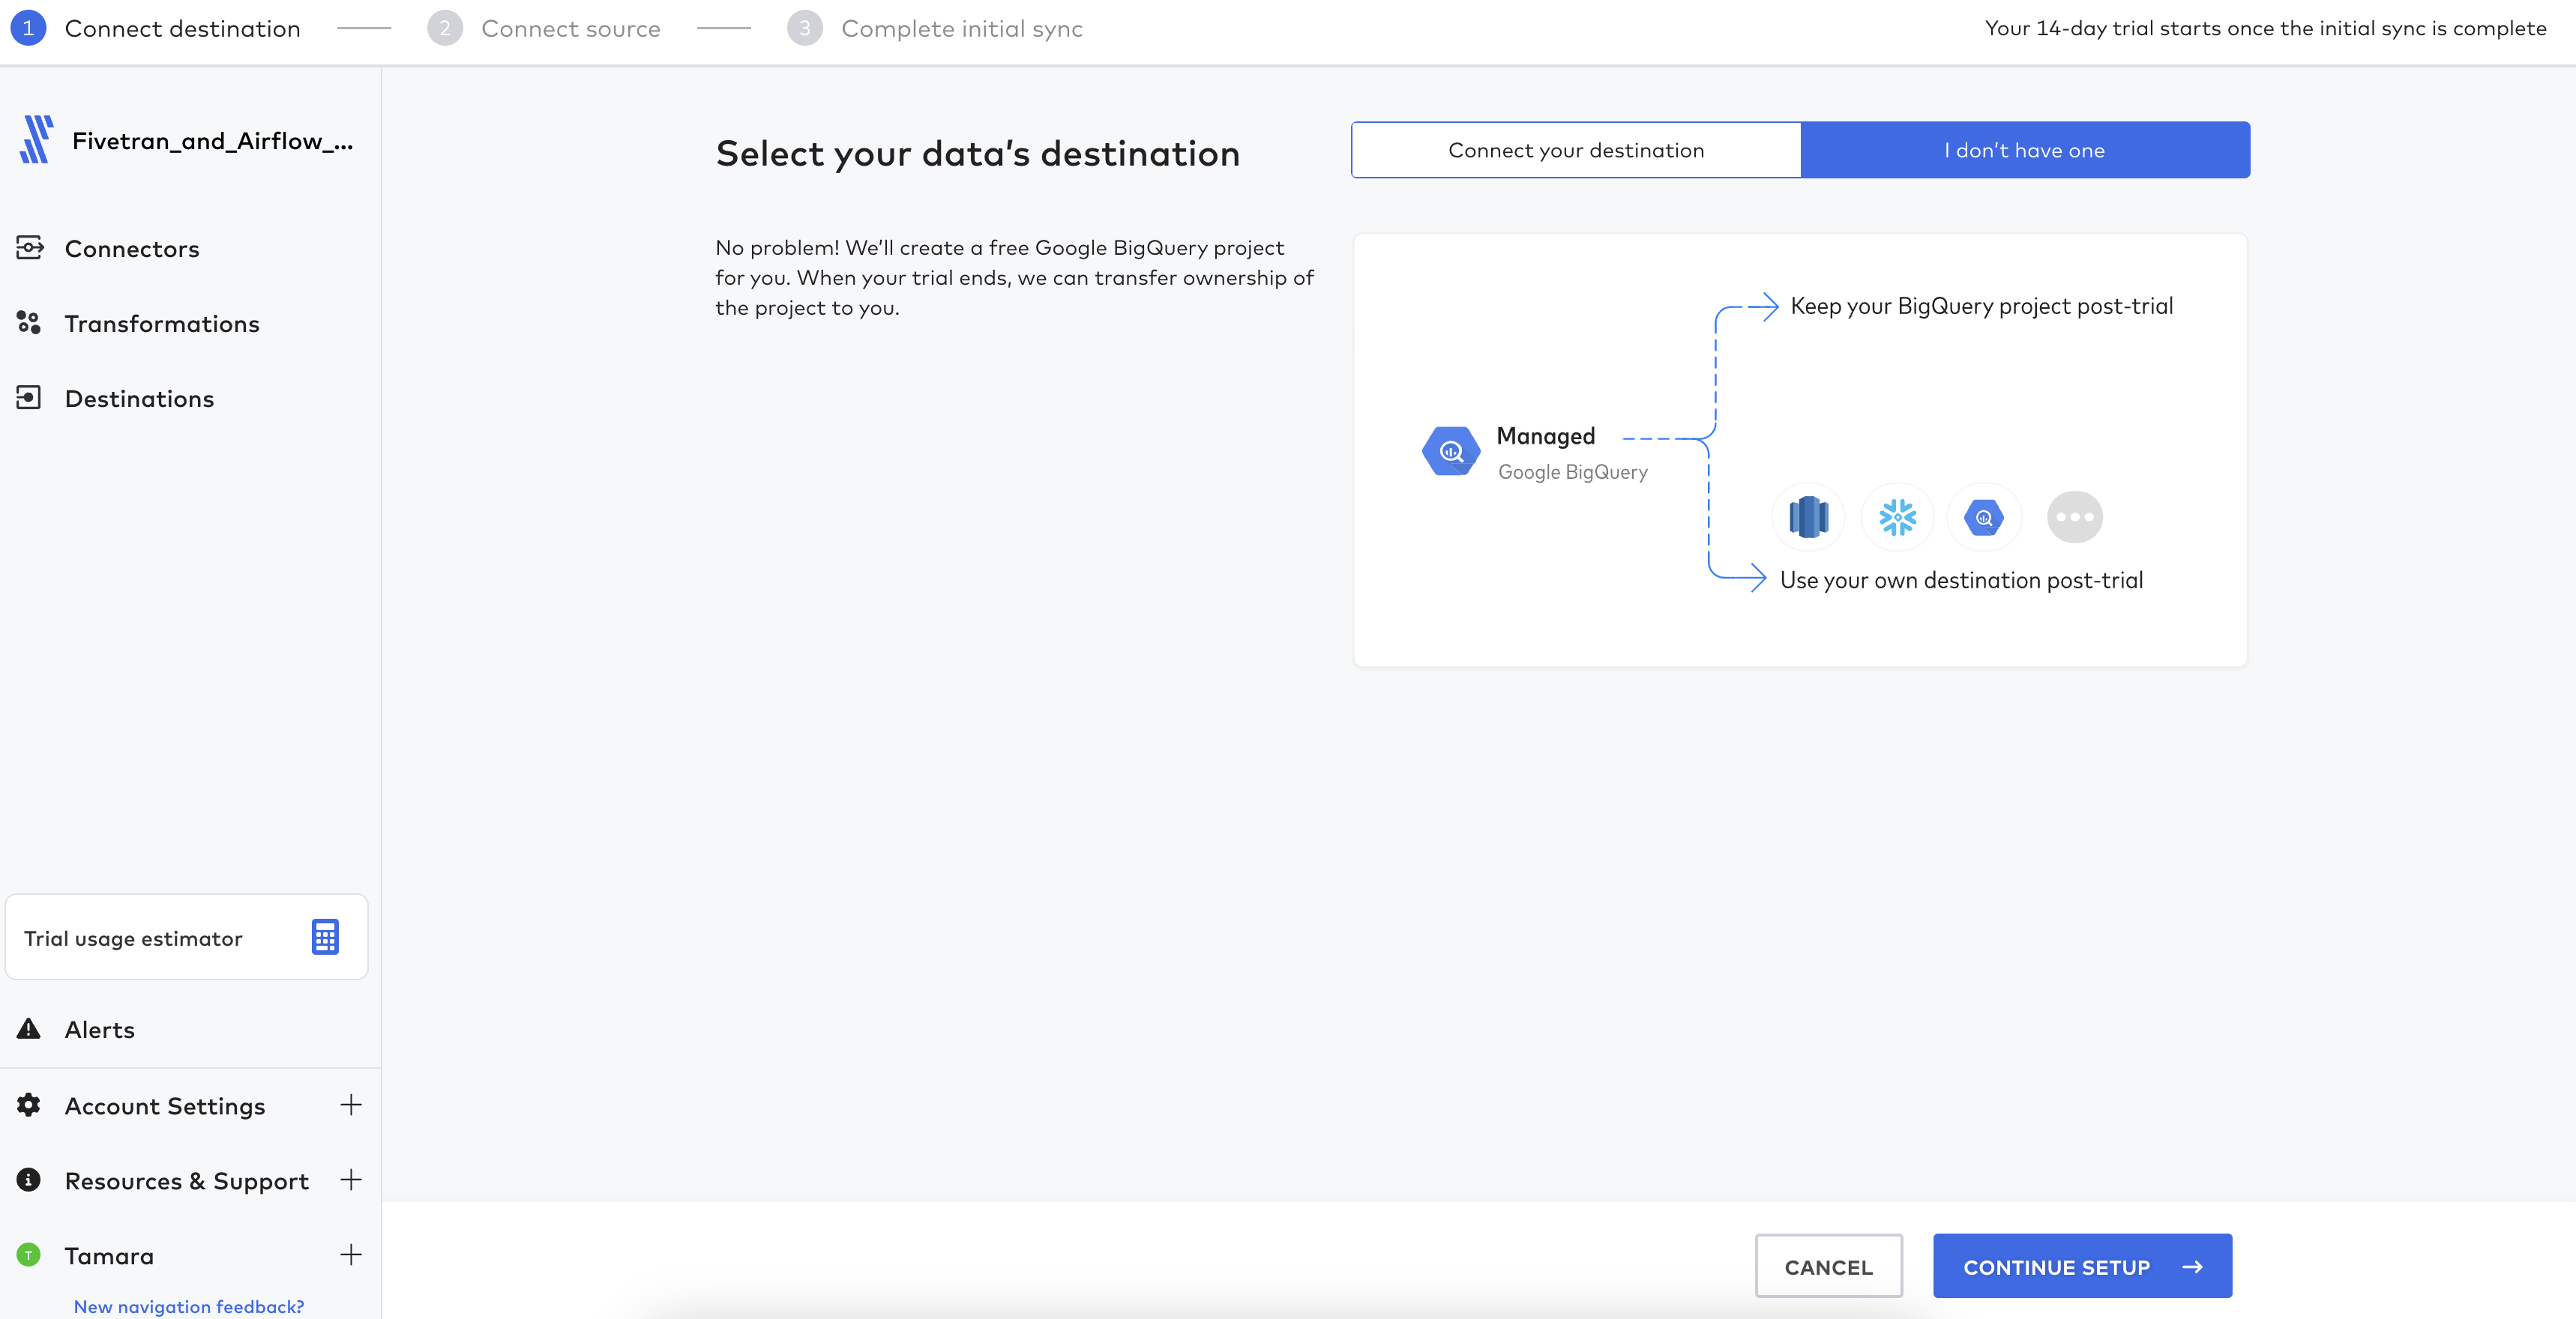 1 Connect destination 2 Connect source 3 Complete initial sync Your 14-day trial starts once the initial sync is complete
Fivetran_and_Airflow_...
Connectors
Transformations
Destinations
Trial usage estimator
Alerts
Account Settings
Resources & Support
T Tamara
New navigation feedback?
Select your data's destination
Connect your destination I don't have one
No problem! We'll create a free Google BigQuery project
for you. When your trial ends, we can transfer ownership of
the project to you.
Keep your BigQuery project post-trial
Managed
Google BigQuery
Use your own destination post-trial
CANCEL CONTINUE SETUP